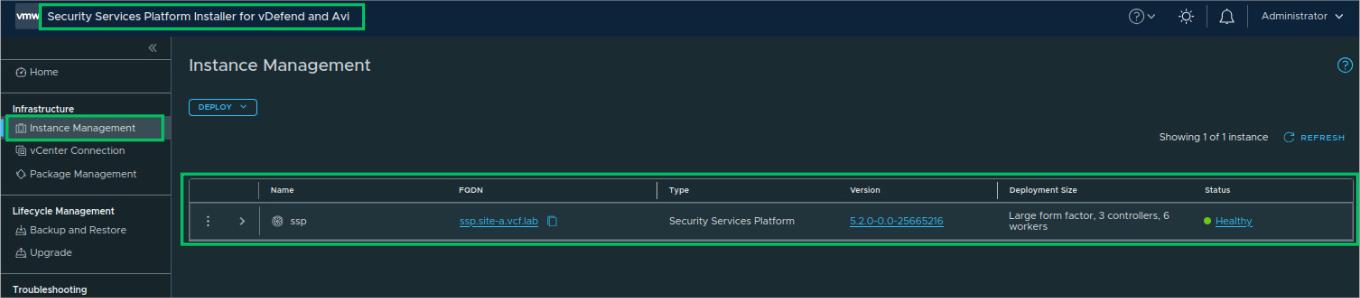 vmw Security Services Platform Installer for vDefend and Avi
Administrator
Home
Infrastructure
Instance Management
vCenter Connection
Package Management
Lifecycle Management
Backup and Restore
Upgrade
Troubleshooting
Instance Management
DEPLOY
Showing 1 of 1 instance REFRESH
Name FQDN Type Version Deployment Size Status
ssp ssp.site-a.vcf.lab Security Services Platform 5.2.0-0.0-25665216 Large form factor, 3 controllers, 6 Healthy
workers